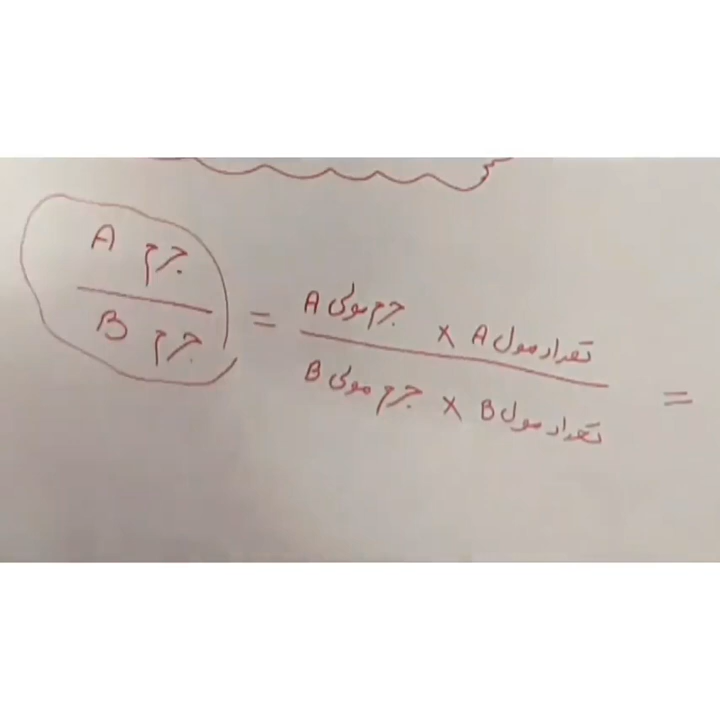 جرم A / جرم B = تعداد مول A × جرم مولی A / تعداد مول B × جرم مولی B =